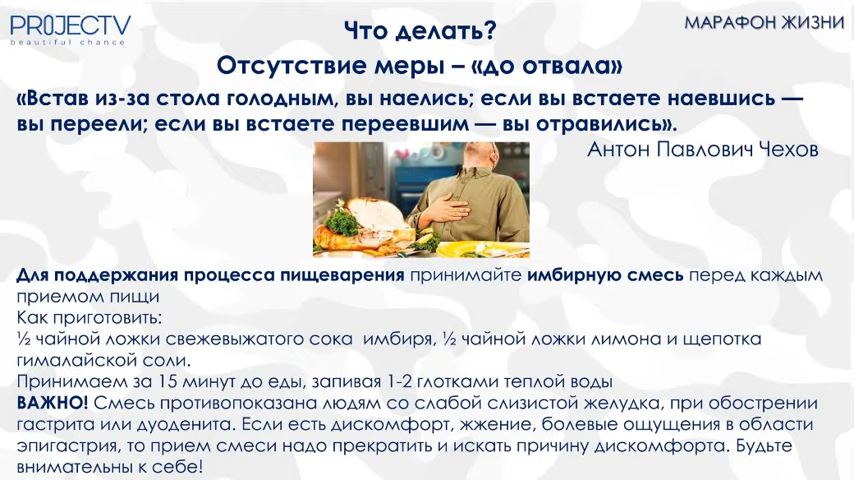 PROJECTV
beautiful chance
МАРАФОН ЖИЗНИ
Что делать?
Отсутствие меры – «до отвала»
«Встав из-за стола голодным, вы наелись; если вы встаете наевшись —
вы переели; если вы встаете переевшим — вы отравились».
Антон Павлович Чехов
Для поддержания процесса пищеварения принимайте имбирную смесь перед каждым
приемом пищи
Как приготовить:
½ чайной ложки свежевыжатого сока имбиря, ½ чайной ложки лимона и щепотка
гималайской соли.
Принимаем за 15 минут до еды, запивая 1-2 глотками теплой воды
ВАЖНО! Смесь противопоказана людям со слабой слизистой желудка, при обострении
гастрита или дуоденита. Если есть дискомфорт, жжение, болевые ощущения в области
эпигастрия, то прием смеси надо прекратить и искать причину дискомфорта. Будьте
внимательны к себе!